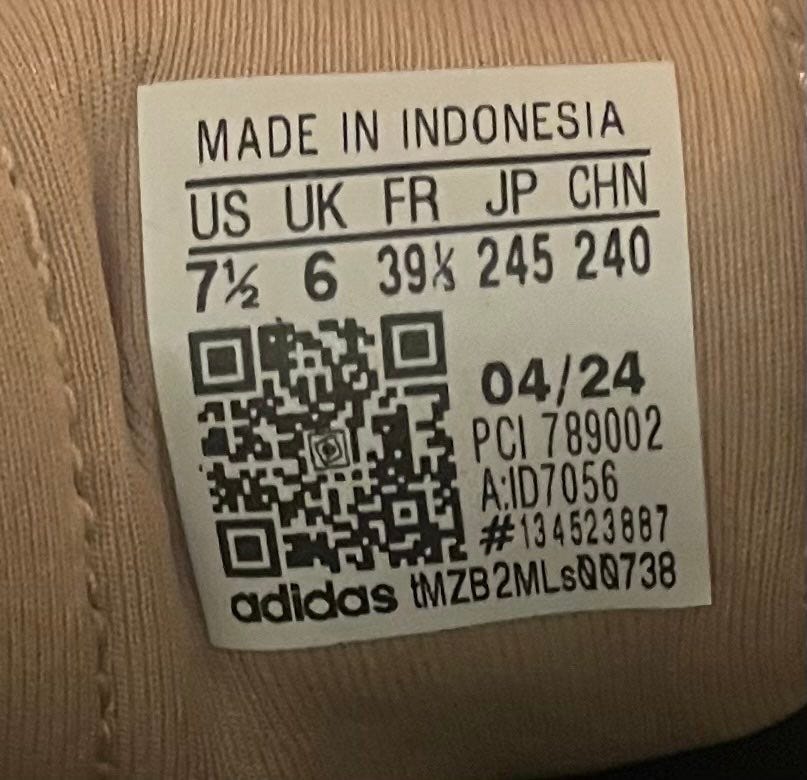 MADE IN INDONESIA
US UK FR JP CHN
7½ 6 39⅓ 245 240
04/24
PCI 789002
A:ID7056
#134523887
adidas tMZB2MLs00738